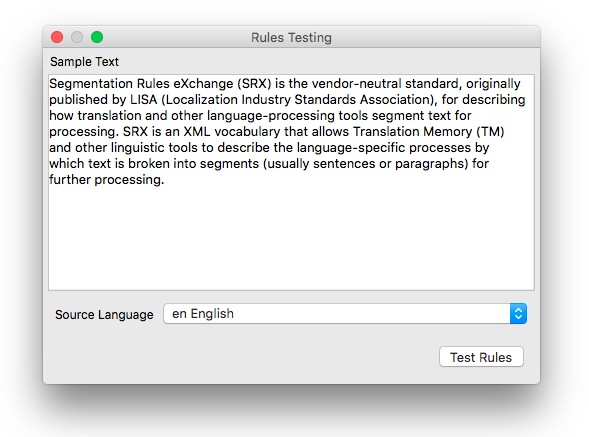 Rules Testing
Sample Text
Segmentation Rules eXchange (SRX) is the vendor-neutral standard, originally
published by LISA (Localization Industry Standards Association), for describing
how translation and other language-processing tools segment text for
processing. SRX is an XML vocabulary that allows Translation Memory (TM)
and other linguistic tools to describe the language-specific processes by
which text is broken into segments (usually sentences or paragraphs) for
further processing.
Source Language en English
Test Rules